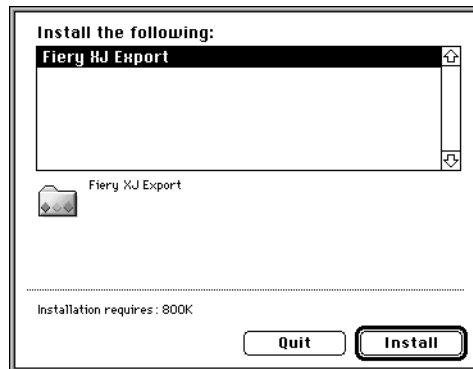 Install the following:
Fiery XJ Export
Fiery XJ Export
Installation requires: 800K
Quit
Install